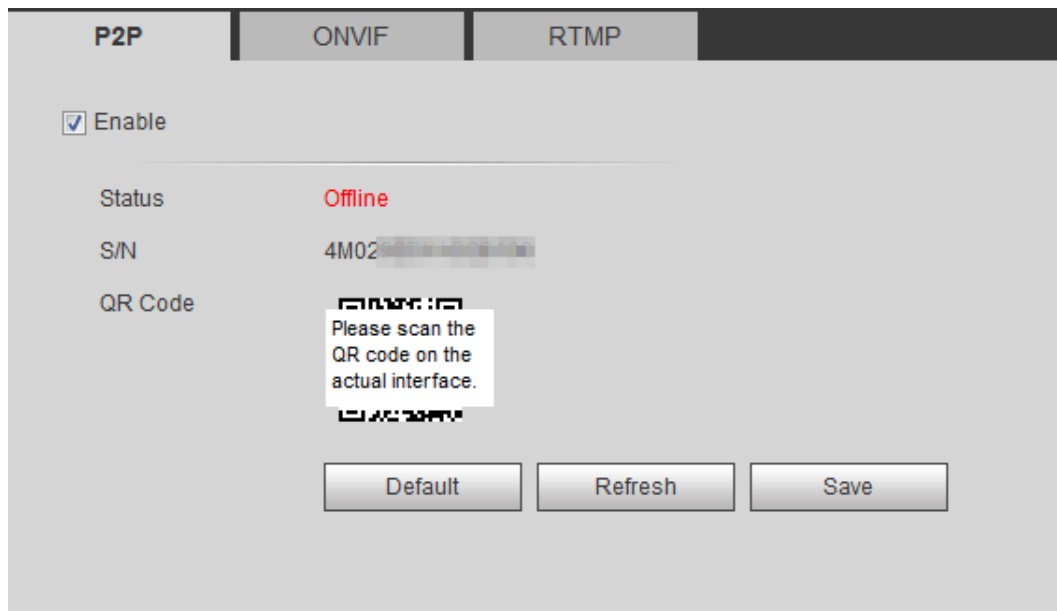 P2P ONVIF RTMP
Enable
Status Offline
S/N 4M02
QR Code
Please scan the
QR code on the
actual interface.
Default Refresh Save